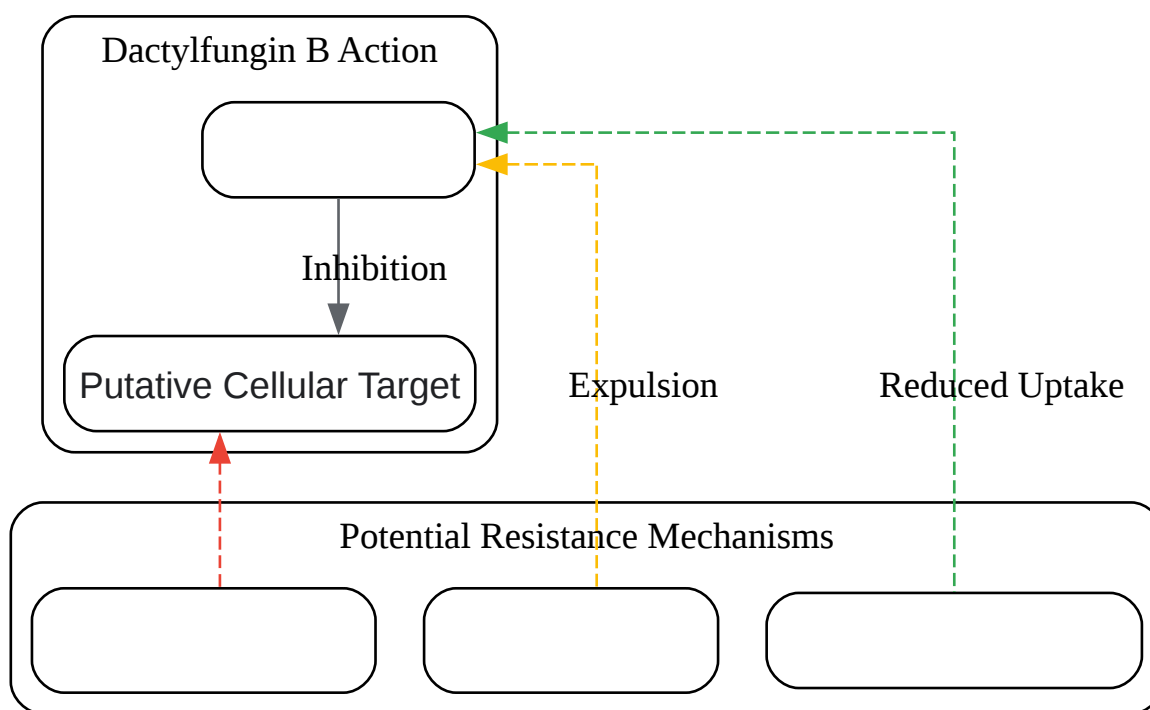 Dactylfungin B Action
Inhibition
Putative Cellular Target
Expulsion
Reduced Uptake
Potential Resistance Mechanisms